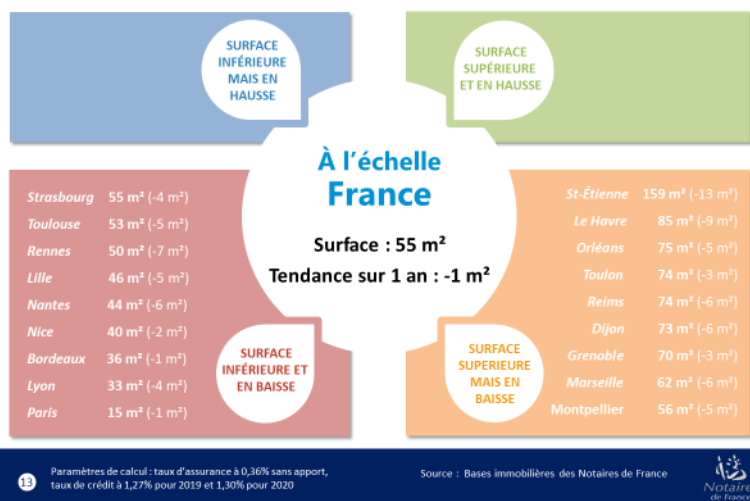 SURFACE
INFÉRIEURE
MAIS EN
HAUSSE
SURFACE
SUPÉRIEURE
ET EN HAUSSE
À l'échelle
France
Surface : 55 m²
Tendance sur 1 an : -1 m²
Strasbourg 55 m² (-4 m²)
Toulouse 53 m² (-5 m²)
Rennes 50 m² (-7 m²)
Lille 46 m² (-5 m²)
Nantes 44 m² (-6 m²)
Nice 40 m² (-2 m²)
Bordeaux 36 m² (-1 m²)
Lyon 33 m² (-4 m²)
Paris 15 m² (-1 m²)
SURFACE
INFÉRIEURE ET
EN BAISSE
St-Étienne 159 m² (-13 m²)
Le Havre 85 m² (-9 m²)
Orléans 75 m² (-5 m²)
Toulon 74 m² (-3 m²)
Reims 74 m² (-6 m²)
Dijon 73 m² (-6 m²)
Grenoble 70 m² (-3 m²)
Marseille 62 m² (-6 m²)
Montpellier 56 m² (-5 m²)
SURFACE
SUPERIEURE
MAIS EN
BAISSE
13
Paramètres de calcul : taux d'assurance à 0,36% sans apport,
taux de crédit à 1,27% pour 2019 et 1,30% pour 2020
Source : Bases immobilières des Notaires de France
Notaires
de France